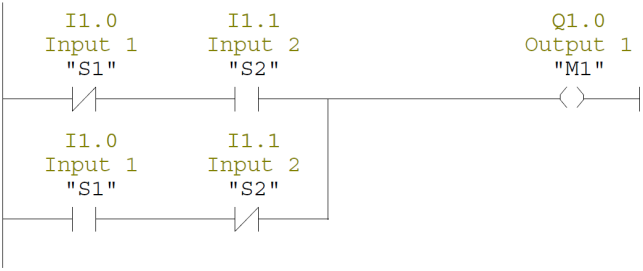 I1.0 I1.1 Q1.0
Input 1 Input 2 Output 1
"S1" "S2" "M1"
I1.0 I1.1
Input 1 Input 2
"S1" "S2"